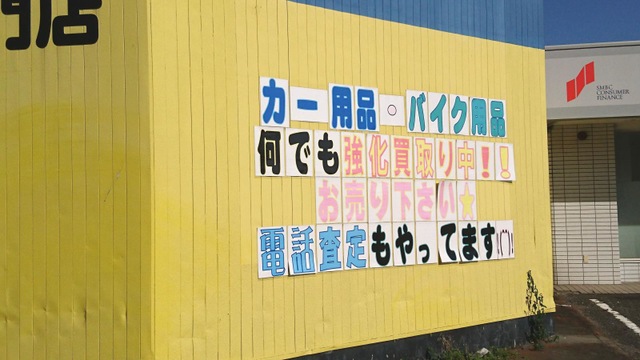 店
カー用品・バイク用品
何でも強化買取り中!!
お売り下さい☆
電話査定もやってます!!
SMBC
CONSUMER
FINANCE